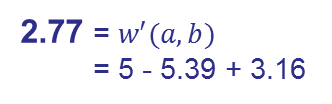 2.77 = w′(a, b)
= 5 - 5.39 + 3.16